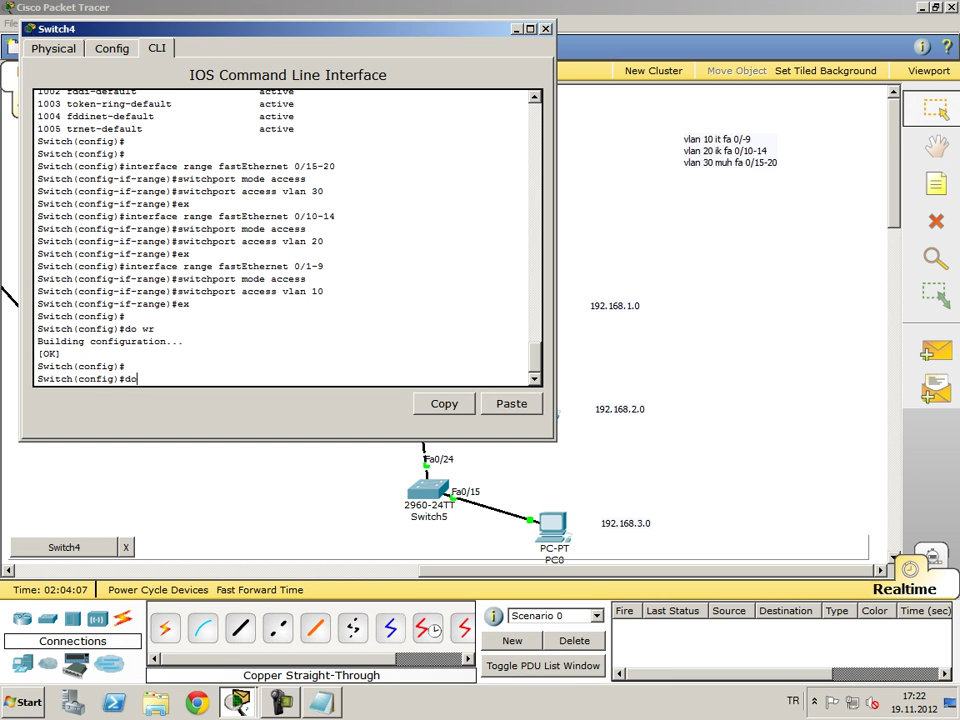 Cisco Packet Tracer
Switch4
Physical Config CLI
IOS Command Line Interface
1002 fddi-default active
1003 token-ring-default active
1004 fddinet-default active
1005 trnet-default active
Switch(config)#
Switch(config)#
Switch(config)#interface range fastEthernet 0/15-20
Switch(config-if-range)#switchport mode access
Switch(config-if-range)#switchport access vlan 30
Switch(config-if-range)#ex
Switch(config)#interface range fastEthernet 0/10-14
Switch(config-if-range)#switchport mode access
Switch(config-if-range)#switchport access vlan 20
Switch(config-if-range)#ex
Switch(config)#interface range fastEthernet 0/1-9
Switch(config-if-range)#switchport mode access
Switch(config-if-range)#switchport access vlan 10
Switch(config-if-range)#ex
Switch(config)#
Switch(config)#do wr
Building configuration...
[OK]
Switch(config)#
Switch(config)#do
Copy Paste
New Cluster Move Object Set Tiled Background Viewport
vlan 10 it fa 0/-9
vlan 20 ik fa 0/10-14
vlan 30 muh fa 0/15-20
192.168.1.0
192.168.2.0
Fa0/24
Fa0/15
2960-24TT
Switch5
192.168.3.0
PC-PT
PC8
Switch4 X
Time: 02:04:07 Power Cycle Devices Fast Forward Time
Realtime
Connections
Copper Straight-Through
Scenario 0
New Delete
Toggle PDU List Window
Fire Last Status Source Destination Type Color Time (sec)
Start
TR
17:22
19.11.2012